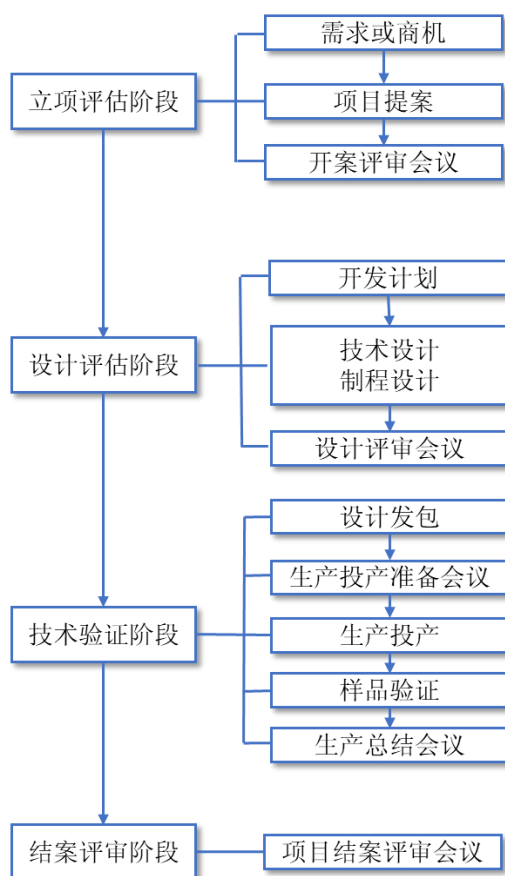 需求或商机
立项评估阶段
项目提案
开案评审会议
开发计划
设计评估阶段
技术设计
制程设计
设计评审会议
设计发包
生产投产准备会议
技术验证阶段
生产投产
样品验证
生产总结会议
结案评审阶段
项目结案评审会议